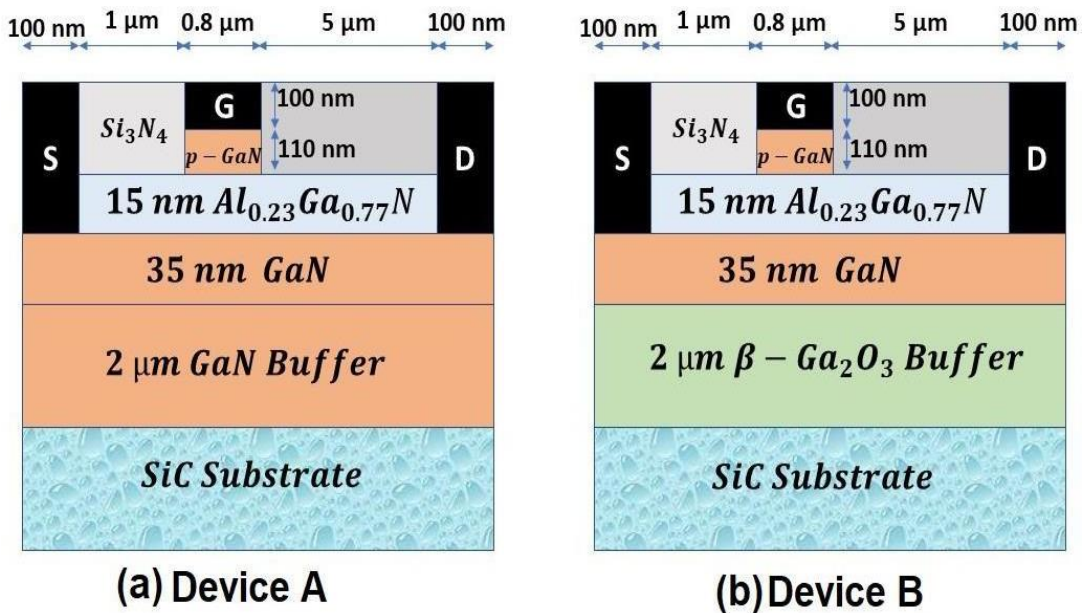 100 nm 1 μm 0.8 μm 5 μm 100 nm
S
Si₃N₄
G
100 nm
p − GaN
110 nm
D
15 nm Al₀.₂₃Ga₀.₇₇N
35 nm GaN
2 μm GaN Buffer
SiC Substrate
(a) Device A
100 nm 1 μm 0.8 μm 5 μm 100 nm
S
Si₃N₄
G
100 nm
p − GaN
110 nm
D
15 nm Al₀.₂₃Ga₀.₇₇N
35 nm GaN
2 μm β − Ga₂O₃ Buffer
SiC Substrate
(b) Device B